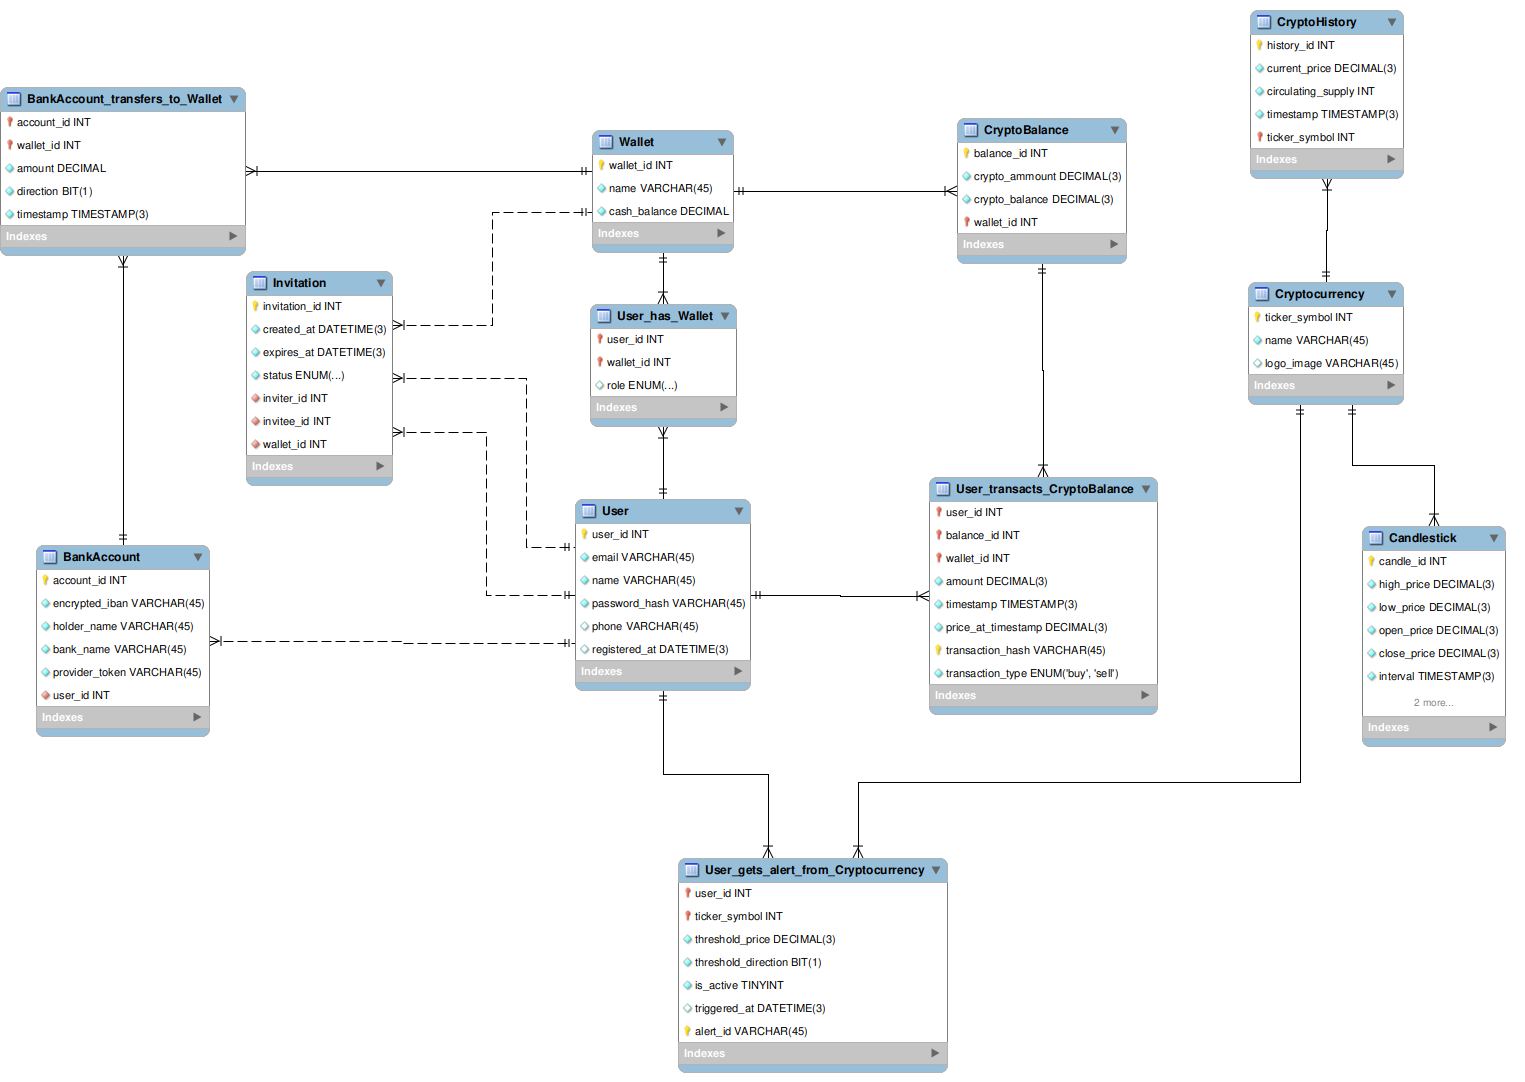 CryptoHistory
history_id INT
current_price DECIMAL(3)
circulating_supply INT
timestamp TIMESTAMP(3)
ticker_symbol INT
Indexes
BankAccount_transfers_to_Wallet
account_id INT
wallet_id INT
amount DECIMAL
direction BIT(1)
timestamp TIMESTAMP(3)
Indexes
Wallet
wallet_id INT
name VARCHAR(45)
cash_balance DECIMAL
Indexes
CryptoBalance
balance_id INT
crypto_ammount DECIMAL(3)
crypto_balance DECIMAL(3)
wallet_id INT
Indexes
Invitation
invitation_id INT
created_at DATETIME(3)
expires_at DATETIME(3)
status ENUM(...)
inviter_id INT
invitee_id INT
wallet_id INT
Indexes
User_has_Wallet
user_id INT
wallet_id INT
role ENUM(...)
Indexes
Cryptocurrency
ticker_symbol INT
name VARCHAR(45)
logo_image VARCHAR(45)
Indexes
BankAccount
account_id INT
encrypted_iban VARCHAR(45)
holder_name VARCHAR(45)
bank_name VARCHAR(45)
provider_token VARCHAR(45)
user_id INT
Indexes
User
user_id INT
email VARCHAR(45)
name VARCHAR(45)
password_hash VARCHAR(45)
phone VARCHAR(45)
registered_at DATETIME(3)
Indexes
User_transacts_CryptoBalance
user_id INT
balance_id INT
wallet_id INT
amount DECIMAL(3)
timestamp TIMESTAMP(3)
price_at_timestamp DECIMAL(3)
transaction_hash VARCHAR(45)
transaction_type ENUM('buy', 'sell')
Indexes
Candlestick
candle_id INT
high_price DECIMAL(3)
low_price DECIMAL(3)
open_price DECIMAL(3)
close_price DECIMAL(3)
interval TIMESTAMP(3)
2 more...
Indexes
User_gets_alert_from_Cryptocurrency
user_id INT
ticker_symbol INT
threshold_price DECIMAL(3)
threshold_direction BIT(1)
is_active TINYINT
triggered_at DATETIME(3)
alert_id VARCHAR(45)
Indexes